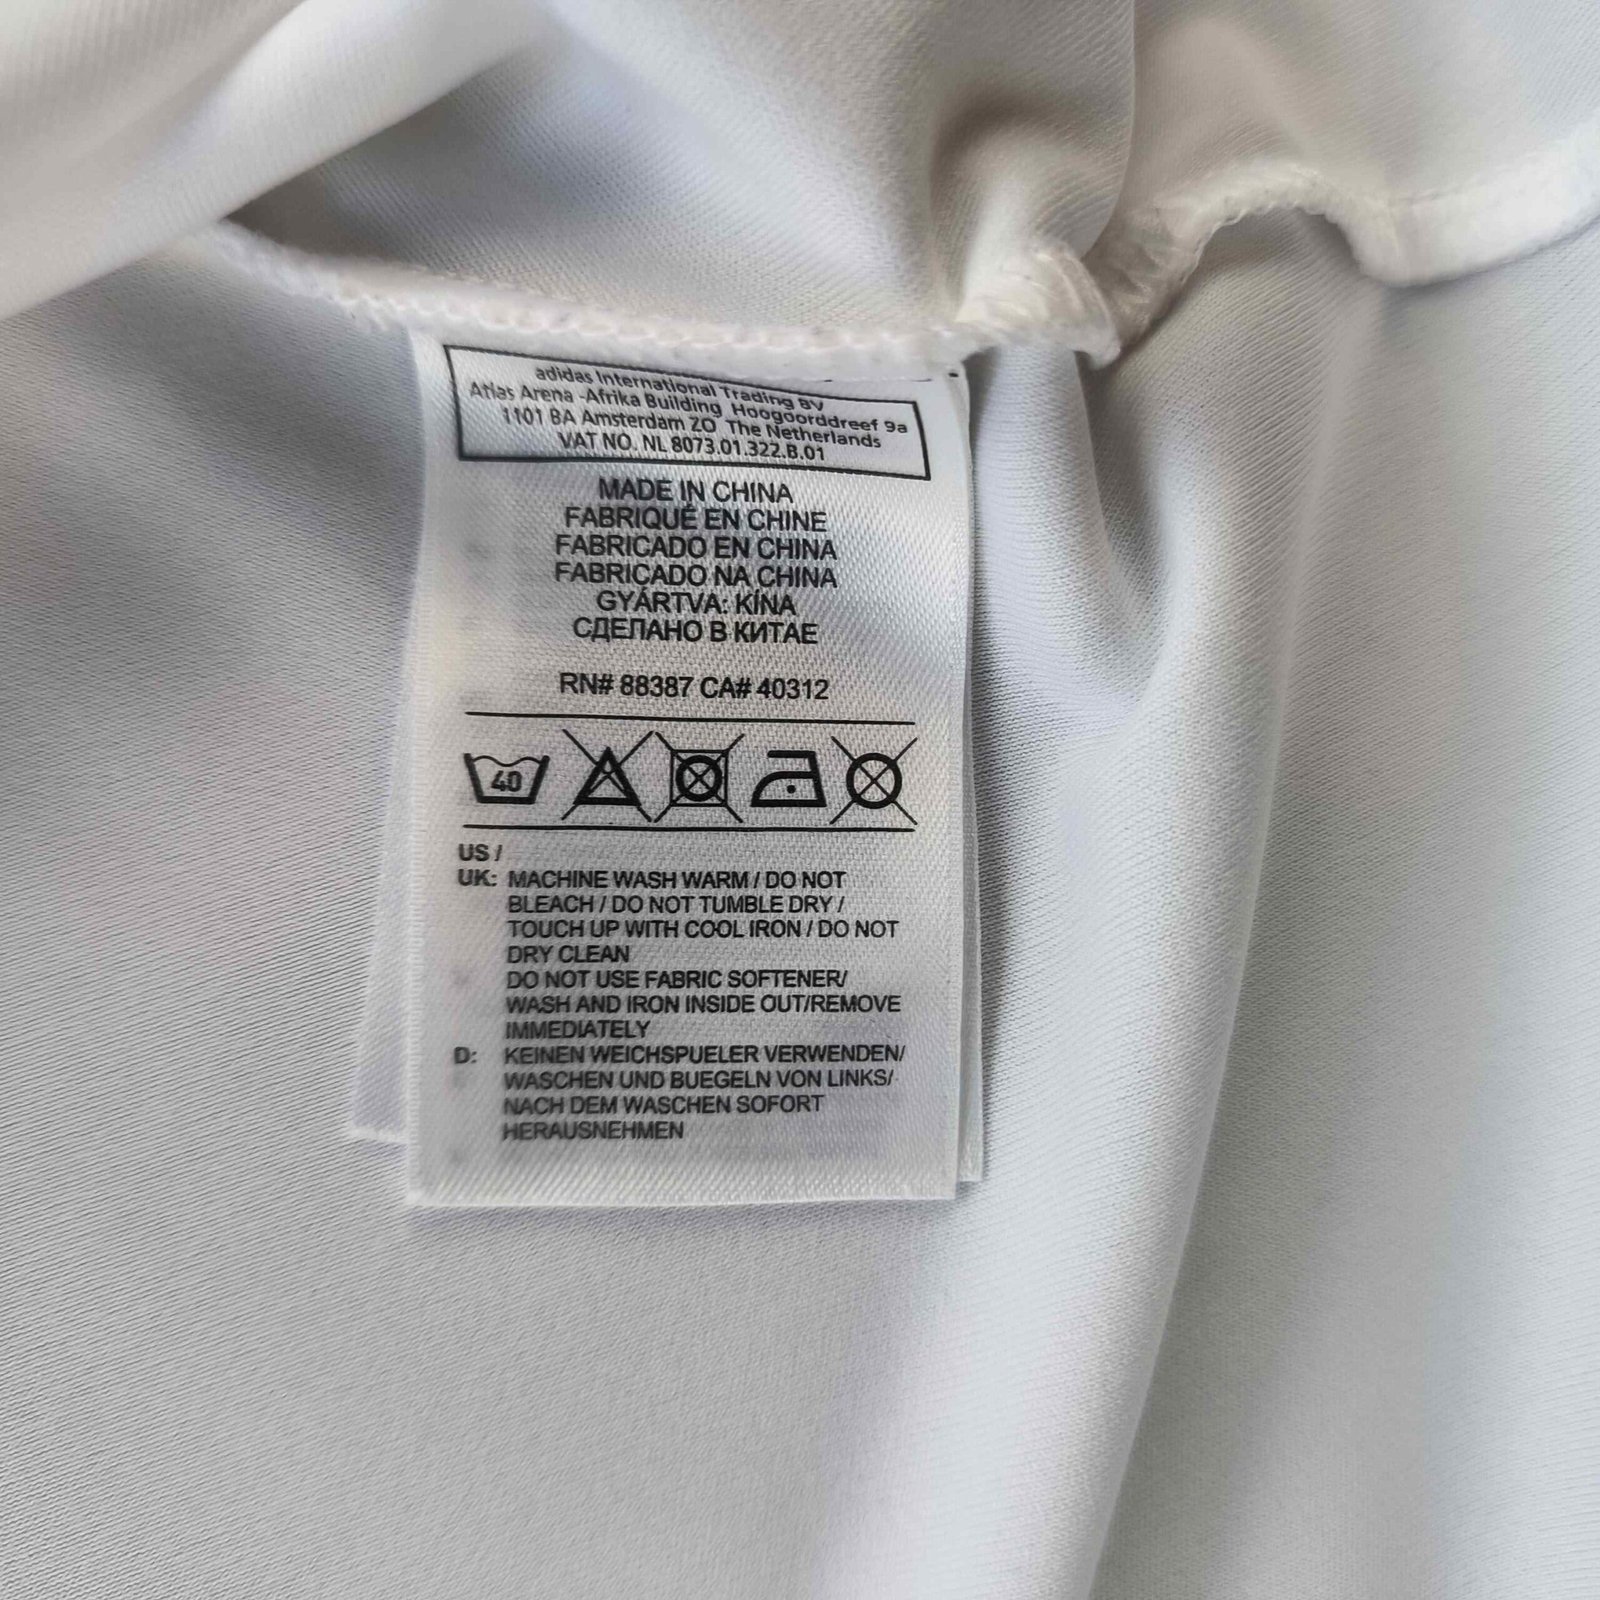 adidas International Trading BV
Atlas Arena -Afrika Building Hoogoorddreef 9a
1101 BA Amsterdam ZO The Netherlands
VAT NO. NL 8073.01.322.B.01
MADE IN CHINA
FABRIQUÉ EN CHINE
FABRICADO EN CHINA
FABRICADO NA CHINA
GYÁRTVA: KÍNA
СДЕЛАНО В КИТАЕ
RN# 88387 CA# 40312
40
US /
UK: MACHINE WASH WARM / DO NOT
BLEACH / DO NOT TUMBLE DRY /
TOUCH UP WITH COOL IRON / DO NOT
DRY CLEAN
DO NOT USE FABRIC SOFTENER/
WASH AND IRON INSIDE OUT/REMOVE
IMMEDIATELY
D: KEINEN WEICHSPUELER VERWENDEN/
WASCHEN UND BUEGELN VON LINKS/
NACH DEM WASCHEN SOFORT
HERAUSNEHMEN